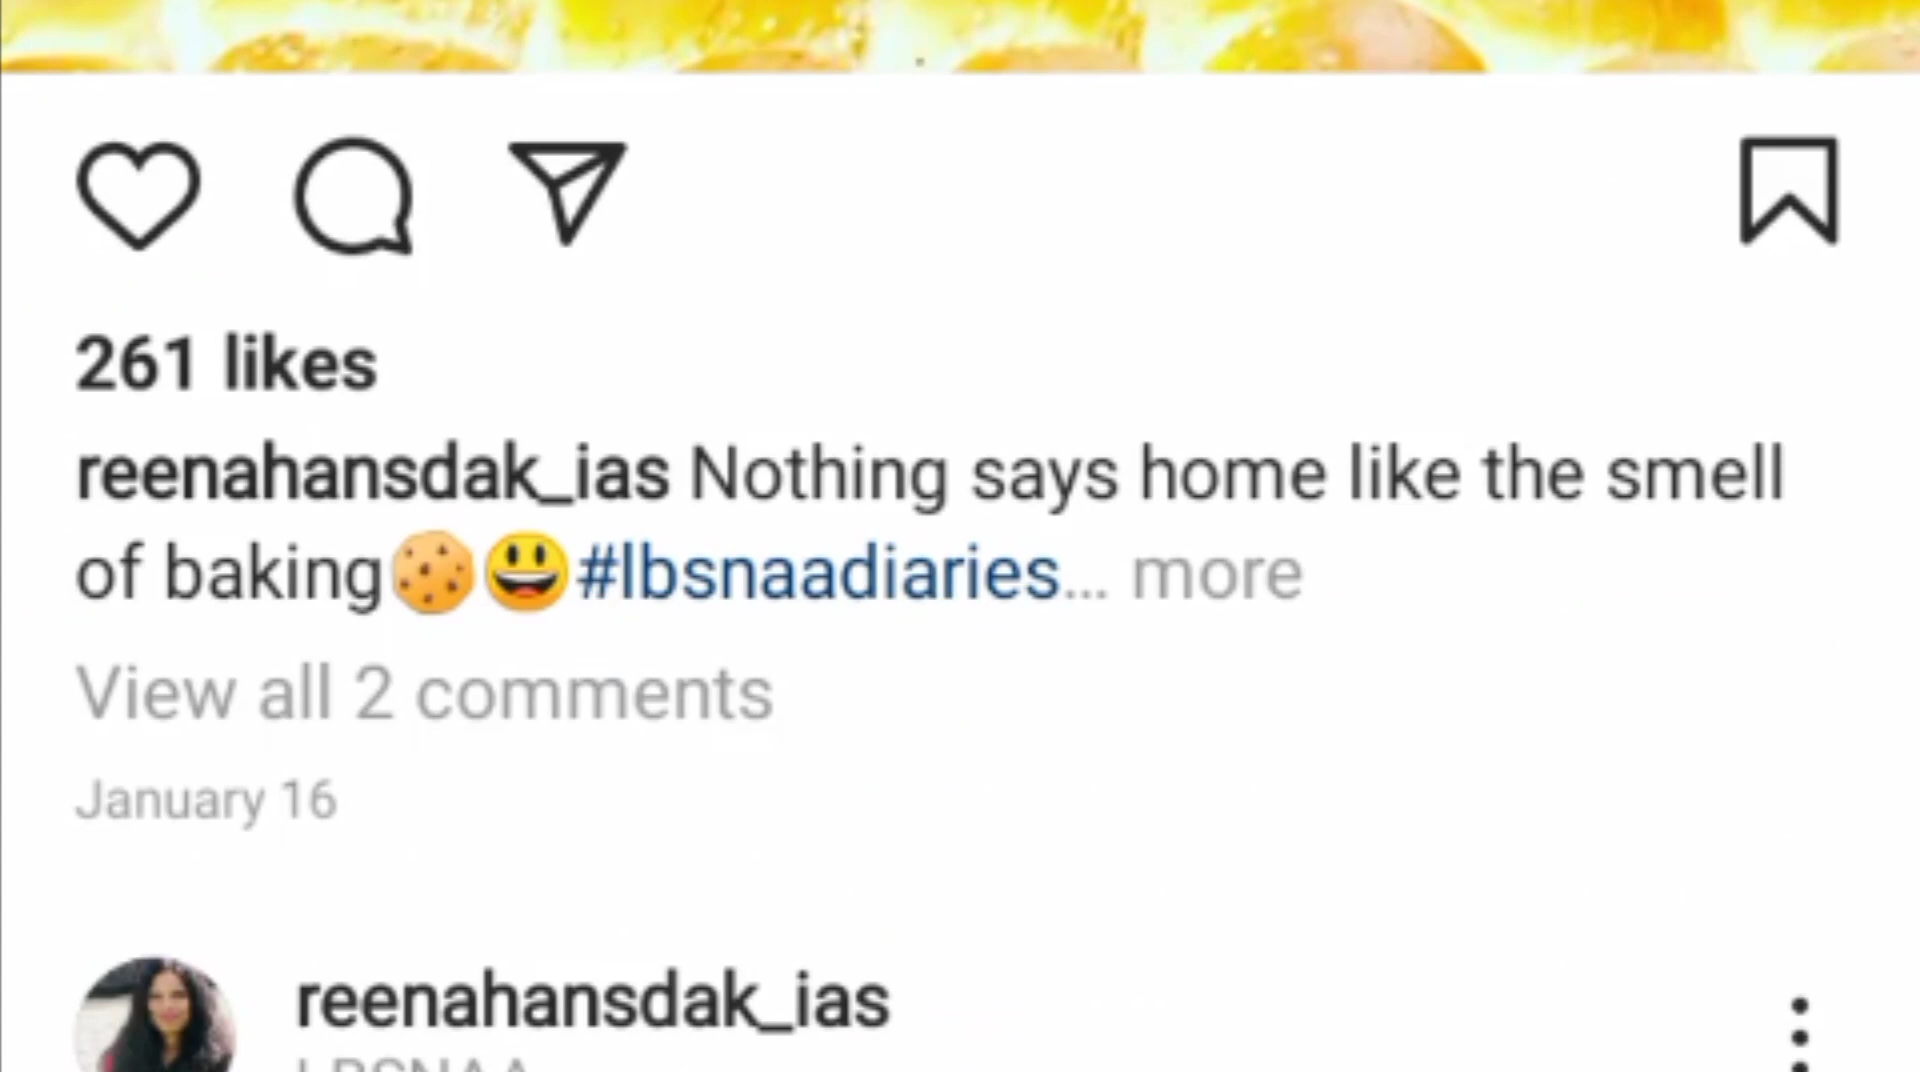 261 likes
reenahansdak_ias Nothing says home like the smell
of baking🍪😃#lbsnaadiaries... more
View all 2 comments
January 16
reenahansdak_ias
LBSNAA